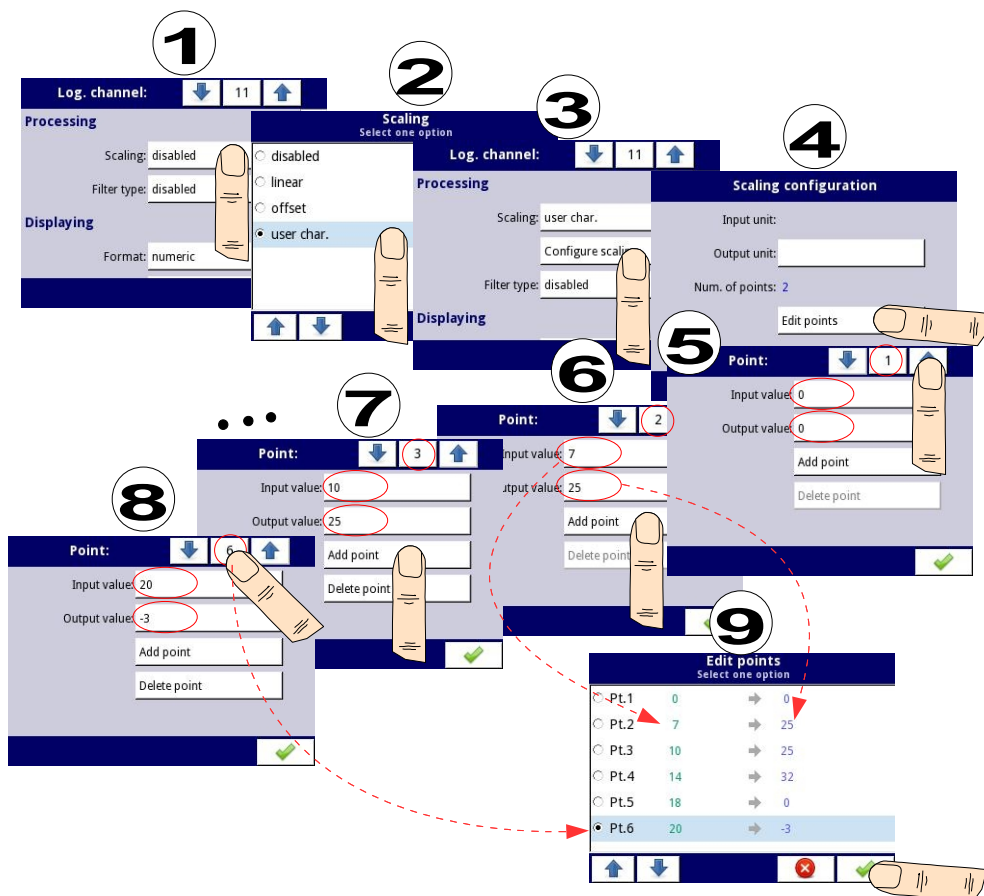 1
Log. channel: 11
Processing
Scaling: disabled
Filter type: disabled
Displaying
Format: numeric
2
Scaling
Select one option
disabled
linear
offset
user char.
3
Log. channel: 11
Processing
Scaling: user char.
Configure scaling
Filter type: disabled
Displaying
4
Scaling configuration
Input unit:
Output unit:
Num. of points: 2
Edit points
5
Point: 1
Input value: 0
Output value: 0
Add point
Delete point
6
Point: 2
Input value: 7
utput value: 25
Add point
Delete point
7
Point: 3
Input value: 10
Output value: 25
Add point
Delete point
...
8
Point: 6
Input value: 20
Output value: -3
Add point
Delete point
9
Edit points
Select one option
Pt.1 0 0
Pt.2 7 25
Pt.3 10 25
Pt.4 14 32
Pt.5 18 0
Pt.6 20 -3